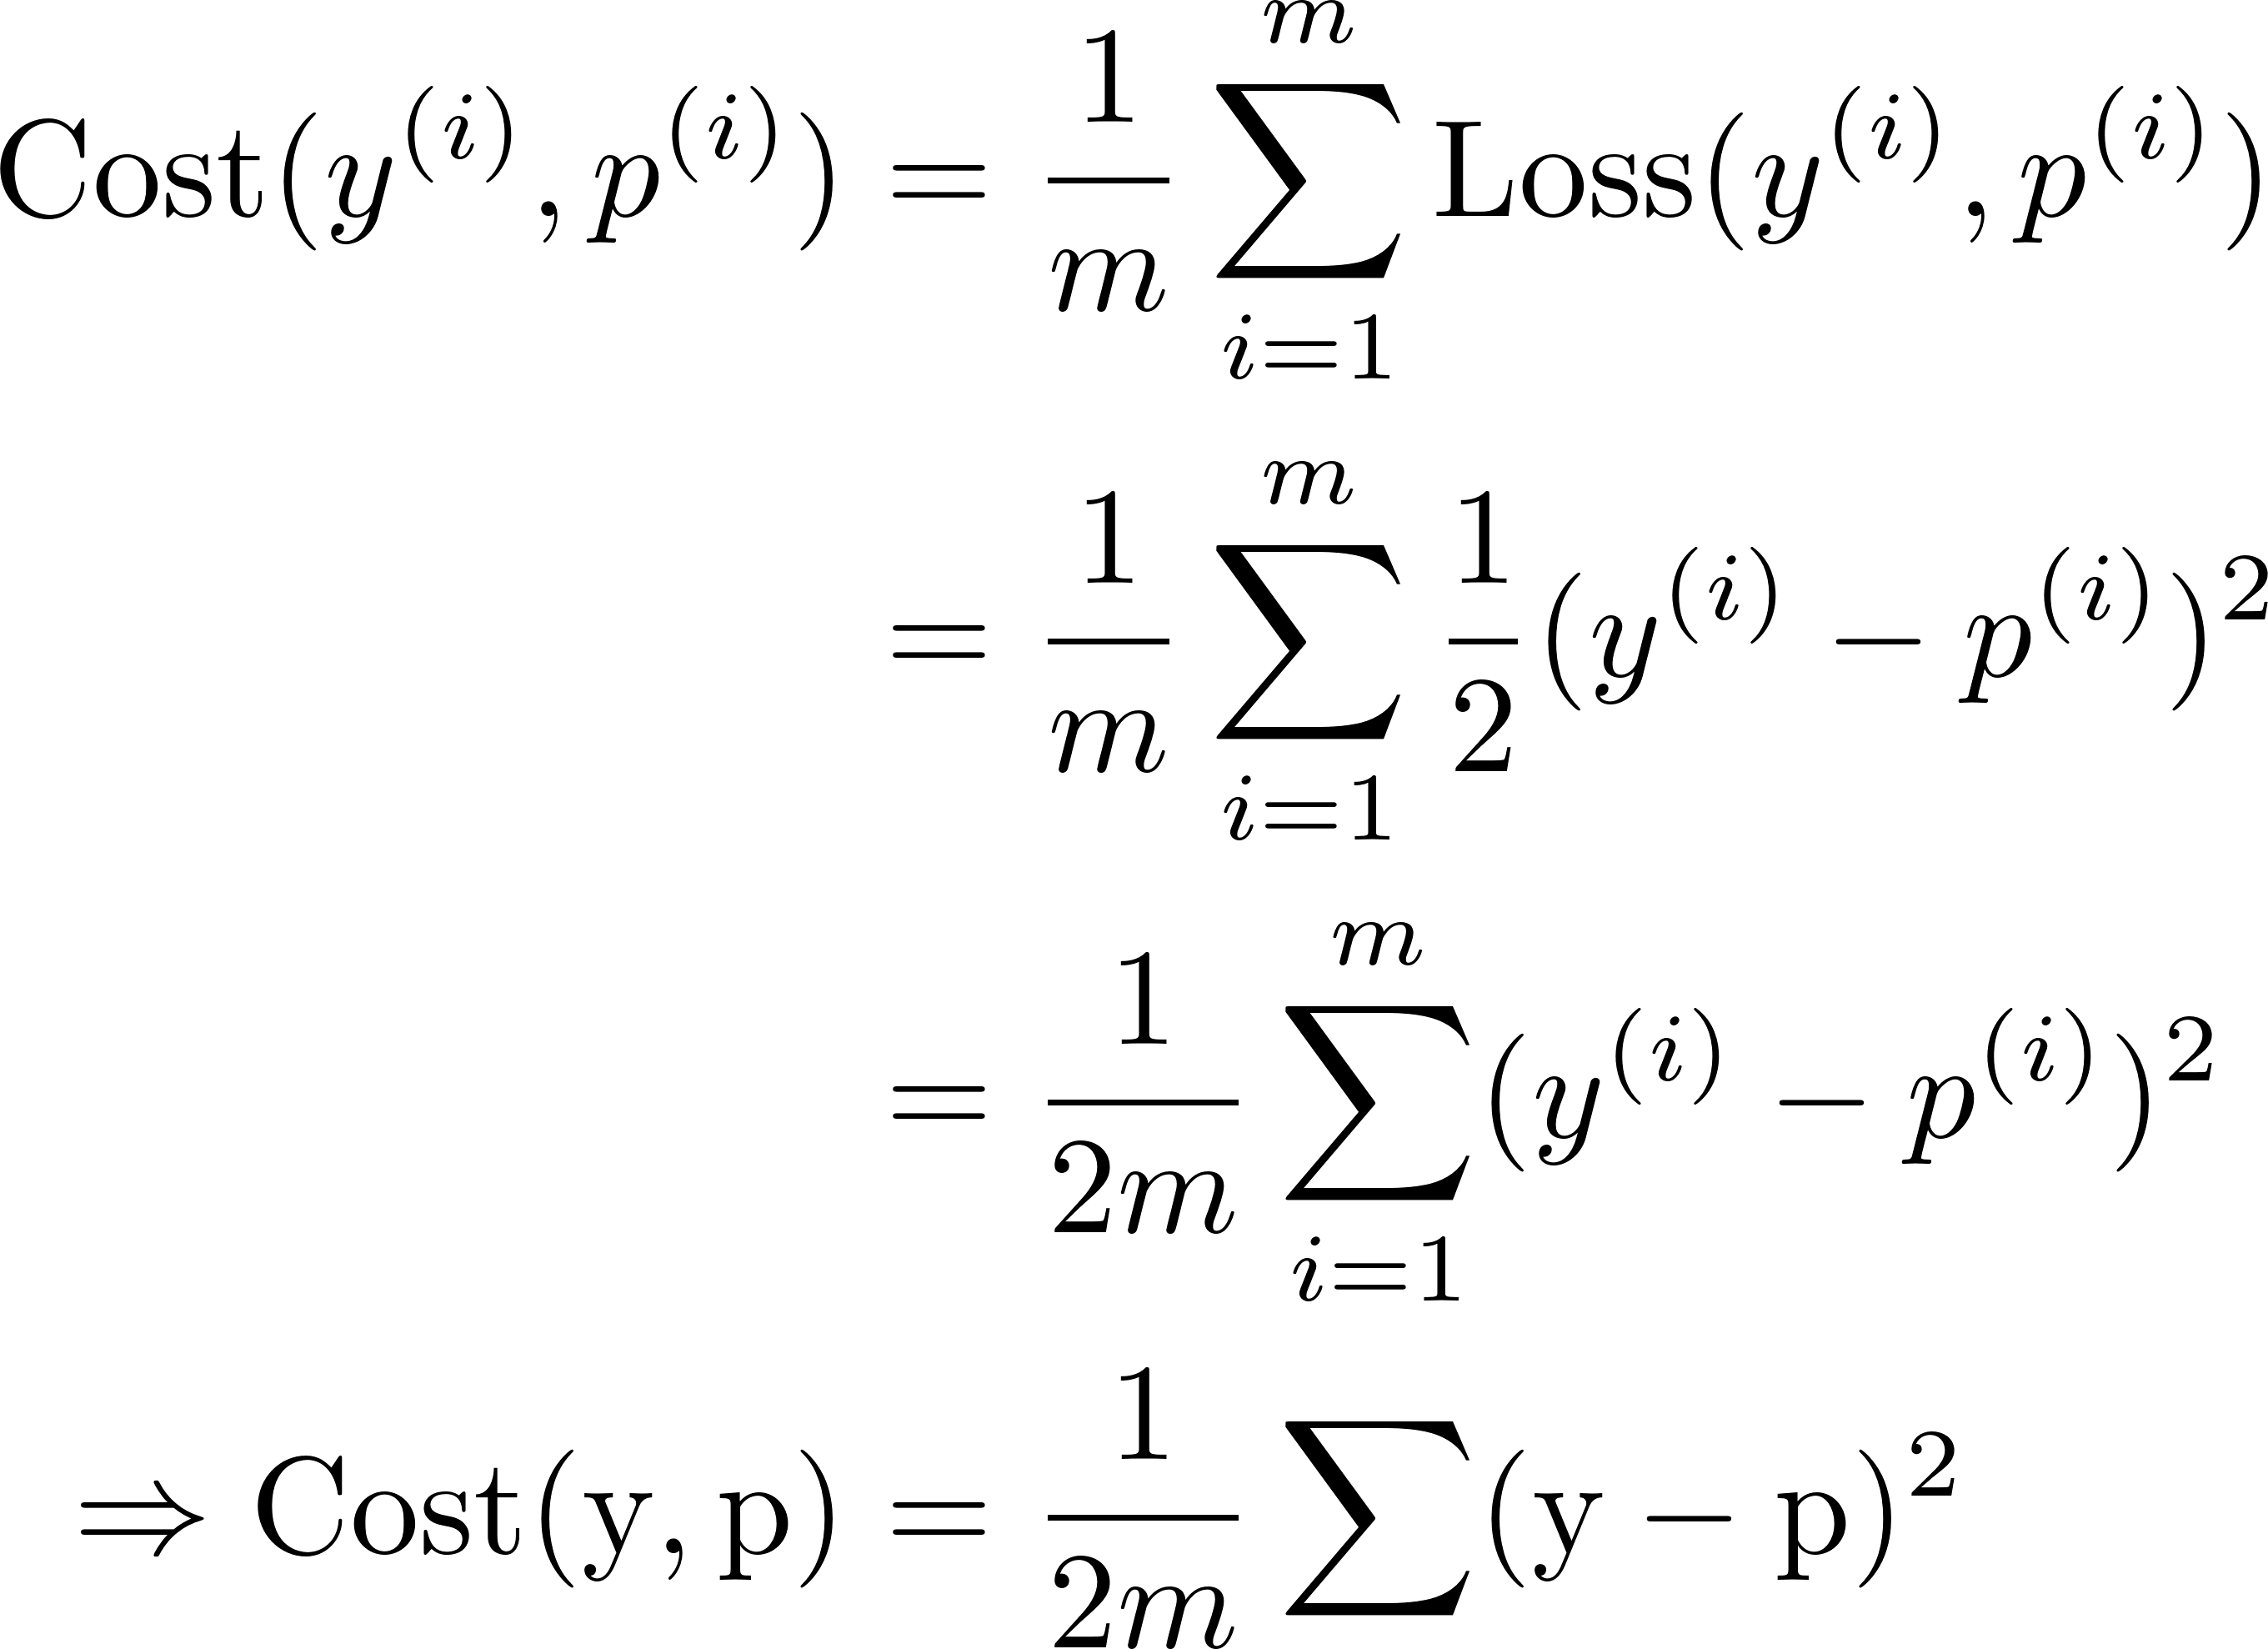 Cost(y^{(i)}, p^{(i)}) = \frac{1}{m} \sum_{i=1}^{m} Loss(y^{(i)}, p^{(i)})
= \frac{1}{m} \sum_{i=1}^{m} \frac{1}{2} (y^{(i)} − p^{(i)})^2
= \frac{1}{2m} \sum_{i=1}^{m} (y^{(i)} − p^{(i)})^2
⇒ Cost(y, p) = \frac{1}{2m} \sum (y − p)^2